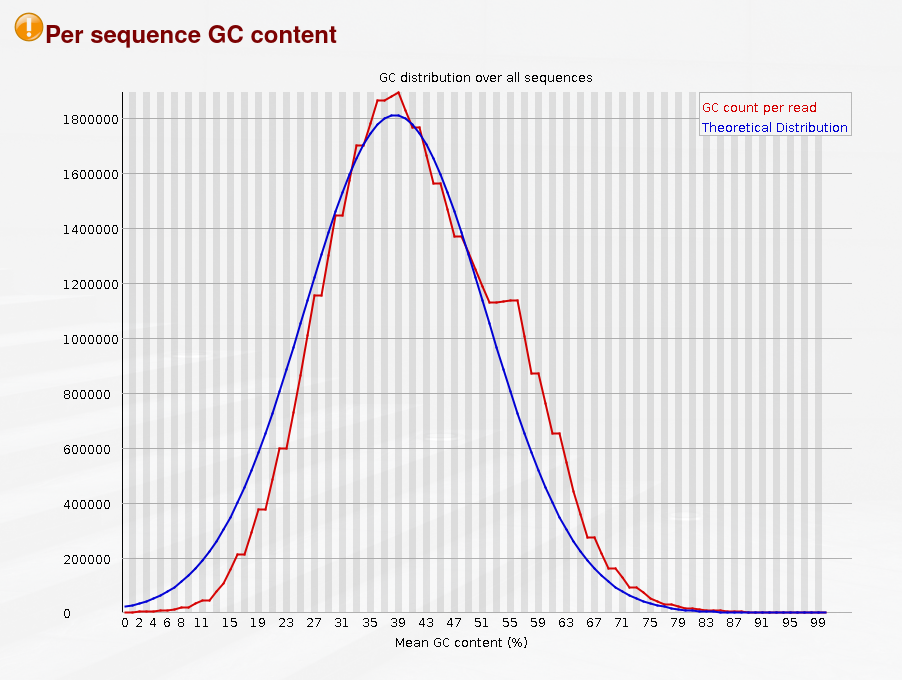 Per sequence GC content
GC distribution over all sequences
GC count per read
Theoretical Distribution
1800000
1600000
1400000
1200000
1000000
800000
600000
400000
200000
0
0 2 4 6 8 11 15 19 23 27 31 35 39 43 47 51 55 59 63 67 71 75 79 83 87 91 95 99
Mean GC content (%)